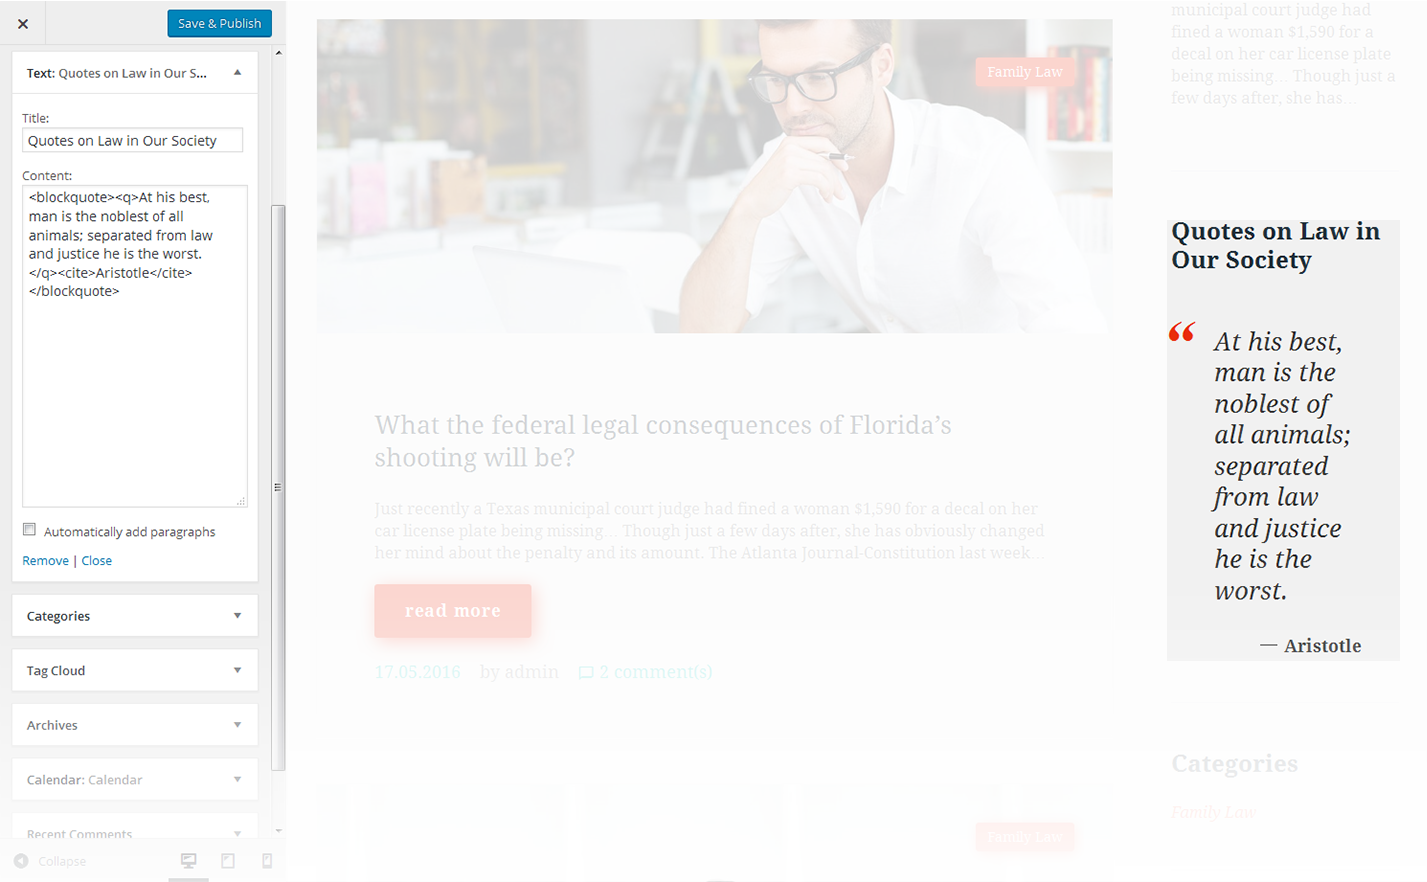 Save & Publish
Text: Quotes on Law in Our S...
Title:
Quotes on Law in Our Society
Content:
<blockquote><q>At his best,
man is the noblest of all
animals; separated from law
and justice he is the worst.
</q><cite>Aristotle</cite>
</blockquote>
Automatically add paragraphs
Remove | Close
Categories
Tag Cloud
Archives
Calendar: Calendar
Recent Comments
Collapse
Family Law
What the federal legal consequences of Florida’s
shooting will be?
Just recently a Texas municipal court judge had fined a woman $1,590 for a decal on her
car license plate being missing… Though just a few days after, she has obviously changed
her mind abut the penalty and its amount. The Atlanta Journal-Constitution last week…
read more
17.05.2016 by admin 2 comment(s)
Family Law
municipal court judge had
fined a woman $1,590 for a
decal on her car license plate
being missing… Though just a
few days after, she has…
Quotes on Law in
Our Society
“ At his best,
man is the
noblest of
all animals;
separated
from law
and justice
he is the
worst.
— Aristotle
Categories
Family Law